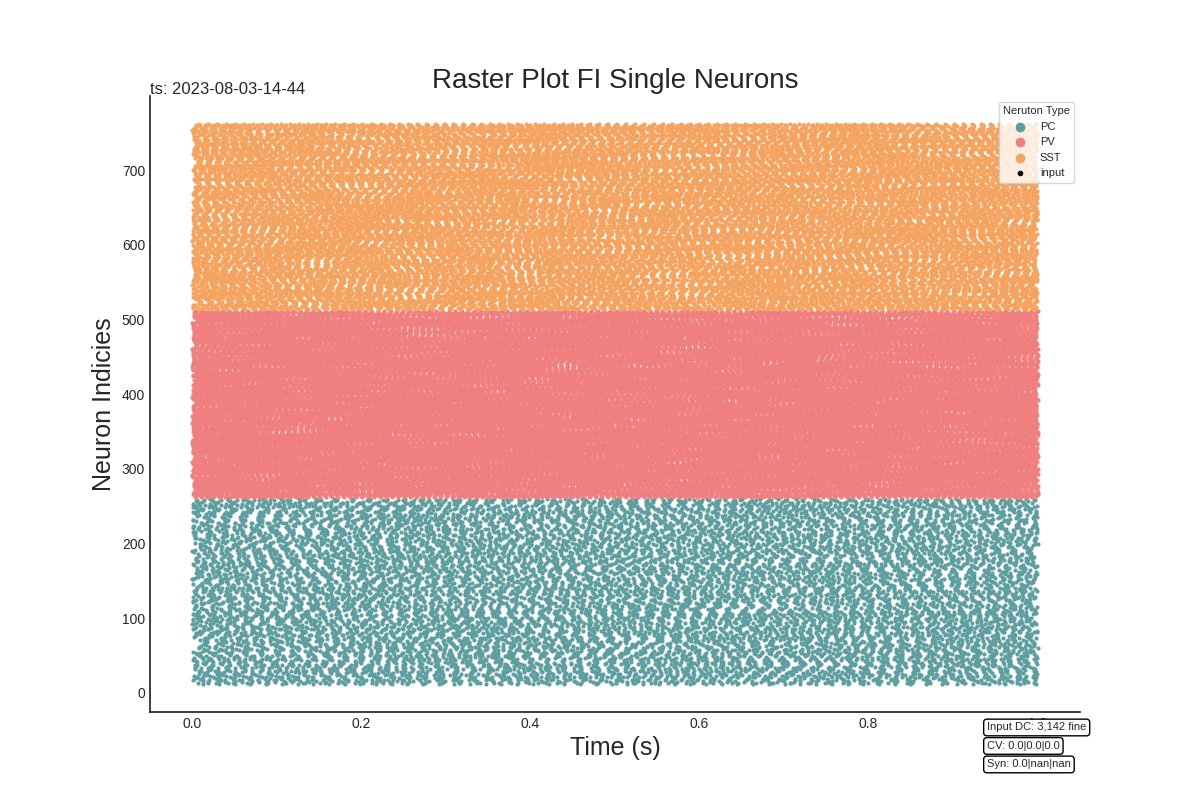 Raster Plot FI Single Neurons
ts: 2023-08-03-14-44
Neruton Type
PC
PV
SST
input
Neuron Indicies
700
600
500
400
300
200
100
0
0.0
0.2
0.4
0.6
0.8
Time (s)
Input DC: 3,142 fine
CV: 0.0|0.0|0.0
Syn: 0.0|nan|nan